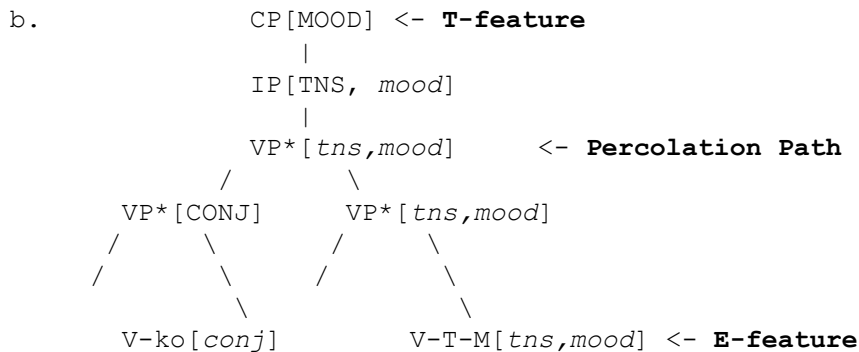 b. CP[MOOD] <- T-feature
|
IP[TNS, mood]
|
VP*[tns,mood] <- Percolation Path
/ \
VP*[CONJ] VP*[tns,mood]
/ \ / \
/ \ / \
\ \
V-ko[conj] V-T-M[tns,mood] <- E-feature